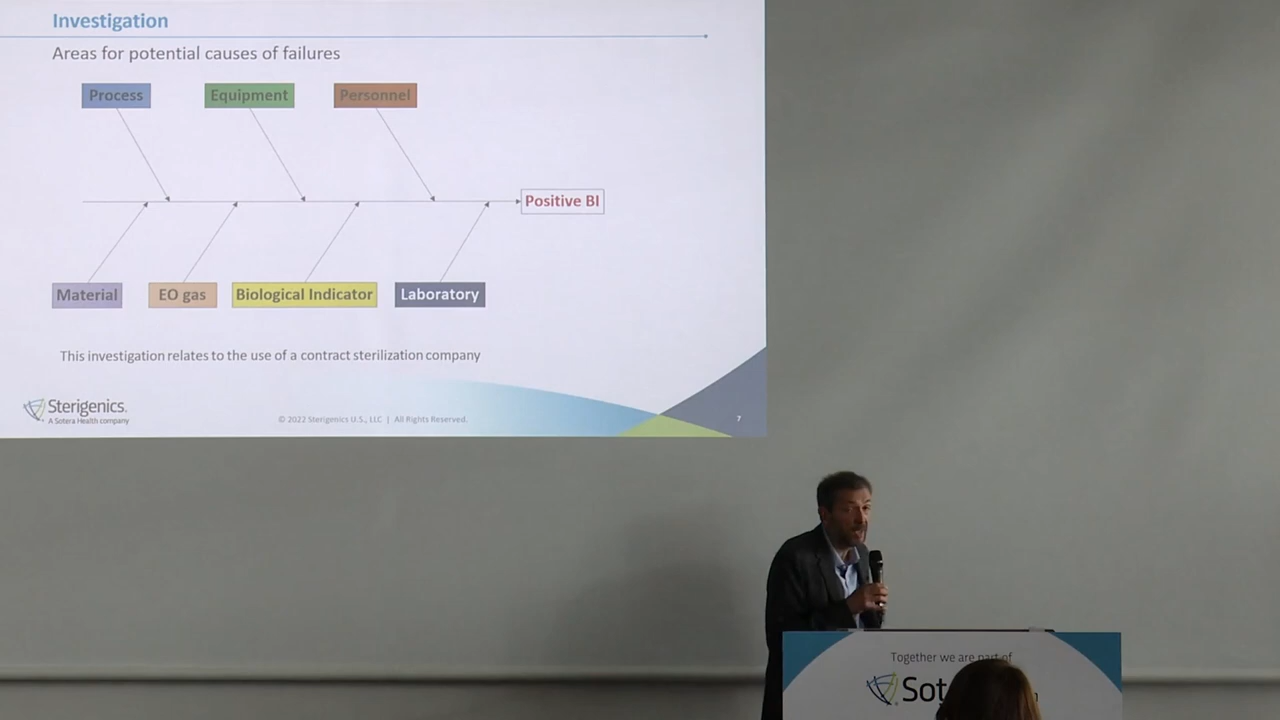 Investigation
Areas for potential causes of failures
Process Equipment Personnel
Positive BI
Material EO gas Biological Indicator Laboratory
This investigation relates to the use of a contract sterilization company
Sterigenics.
A Sotera Health company
© 2022 Sterigenics U.S., LLC | All Rights Reserved.
7
Together we are part of